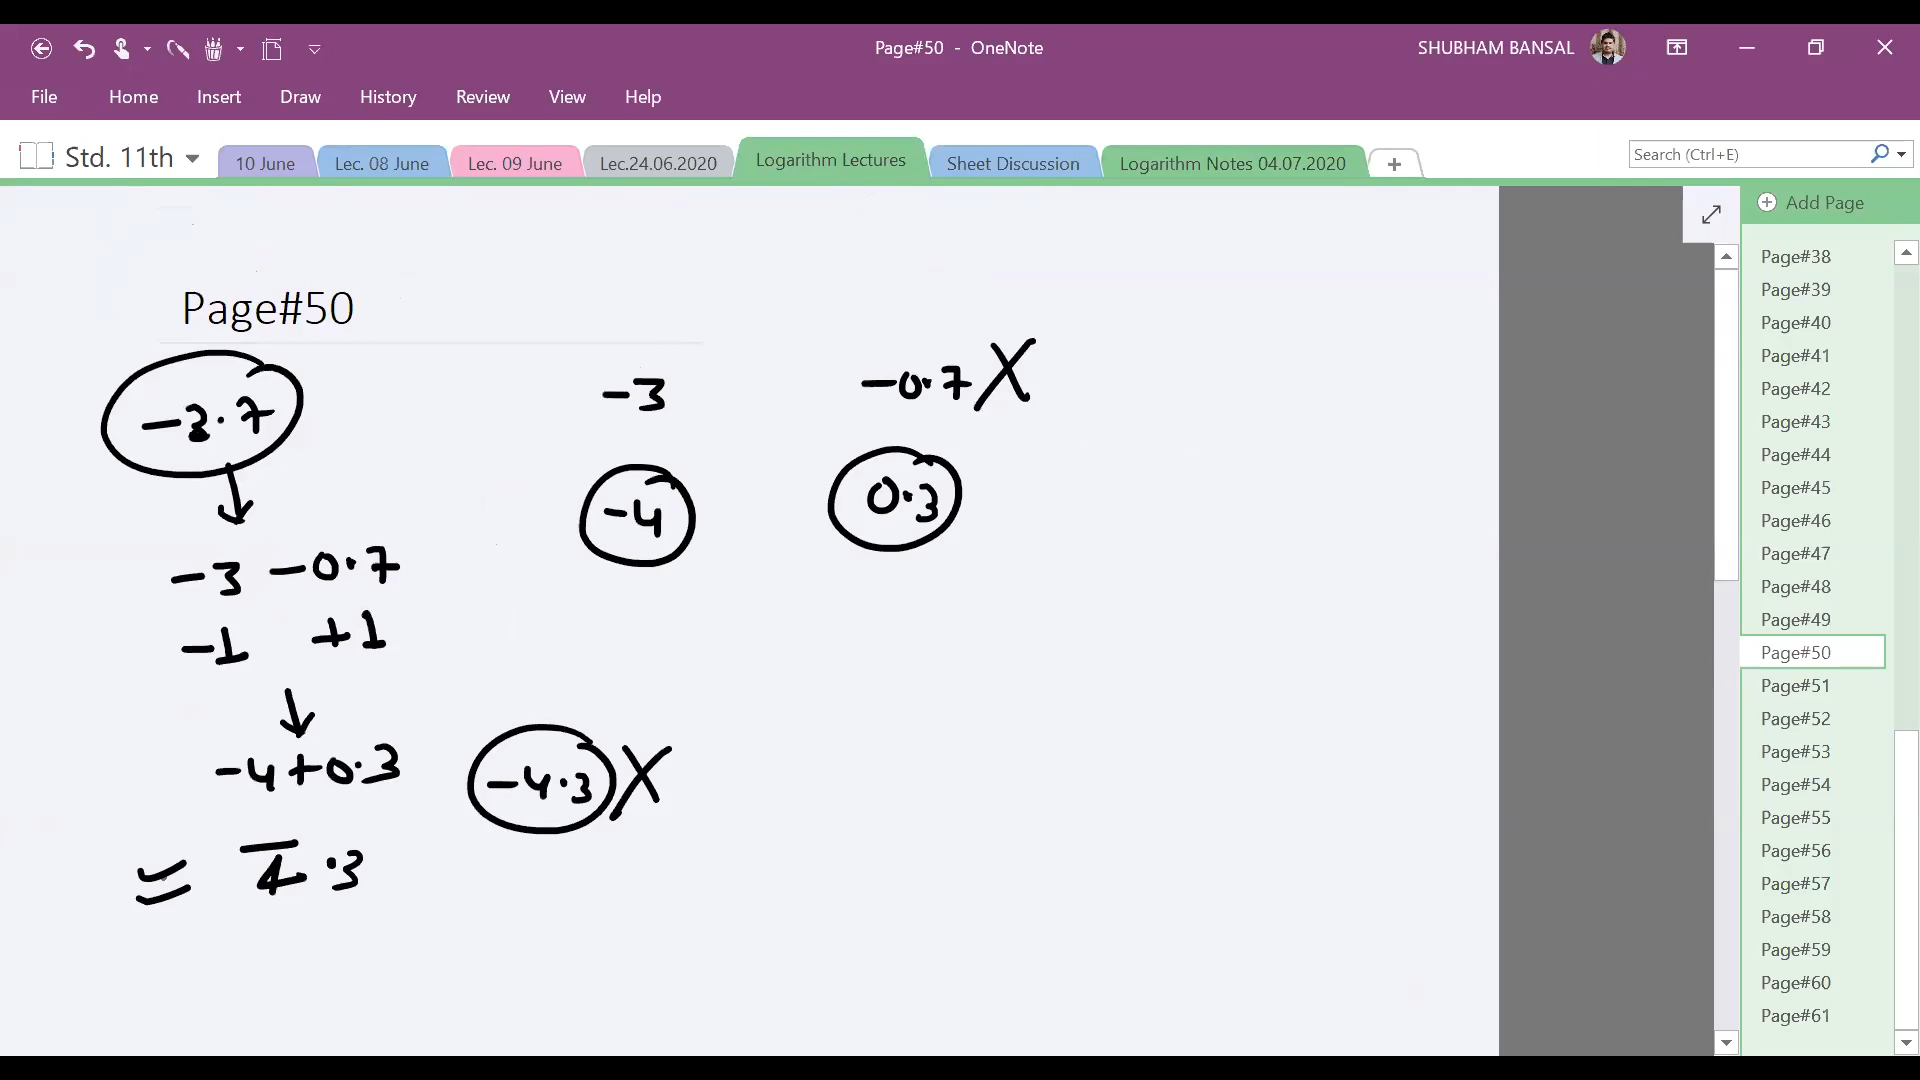 Page#50 - OneNote
SHUBHAM BANSAL
File Home Insert Draw History Review View Help
Std. 11th
10 June
Lec. 08 June
Lec. 09 June
Lec.24.06.2020
Logarithm Lectures
Sheet Discussion
Logarithm Notes 04.07.2020
Search (Ctrl+E)
Add Page
Page#50
-3.7
-3 -0.7 X
-4 0.3
-3 -0.7
-1 +1
-4+0.3 -4.3 X
= 4̅.3
Page#38
Page#39
Page#40
Page#41
Page#42
Page#43
Page#44
Page#45
Page#46
Page#47
Page#48
Page#49
Page#50
Page#51
Page#52
Page#53
Page#54
Page#55
Page#56
Page#57
Page#58
Page#59
Page#60
Page#61